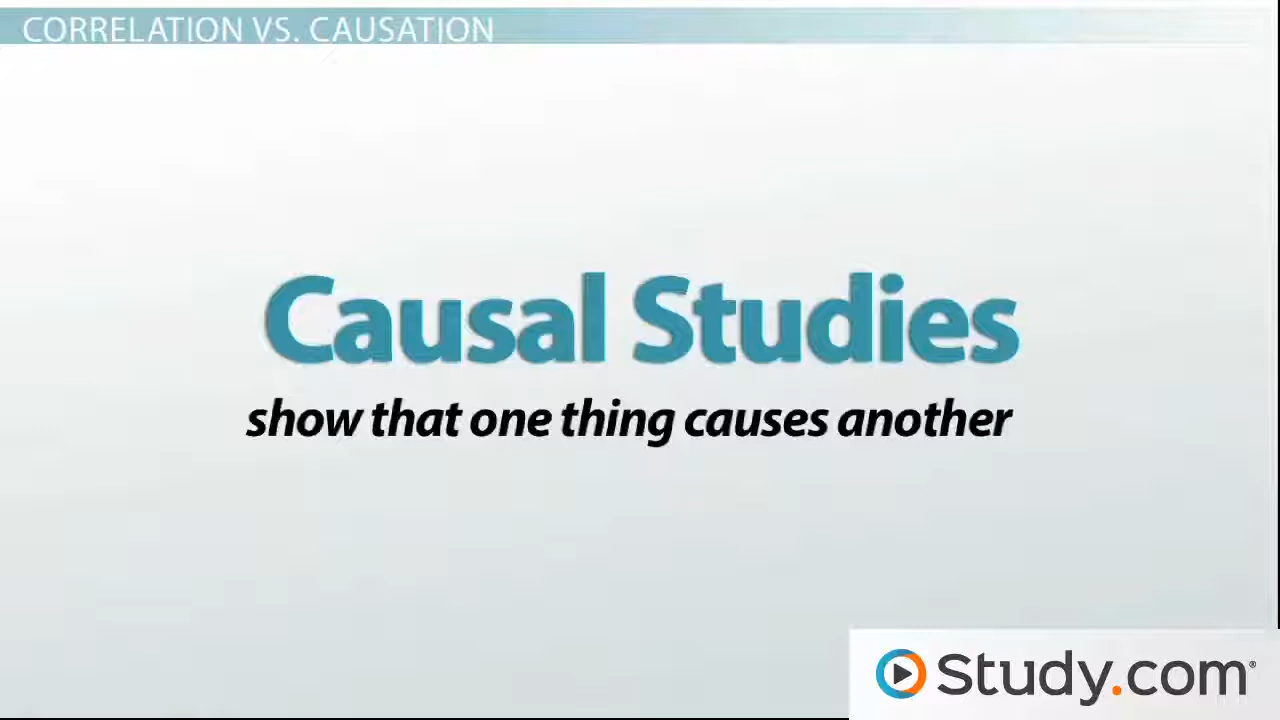 CORRELATION VS. CAUSATION
Causal Studies
show that one thing causes another
Study.com®